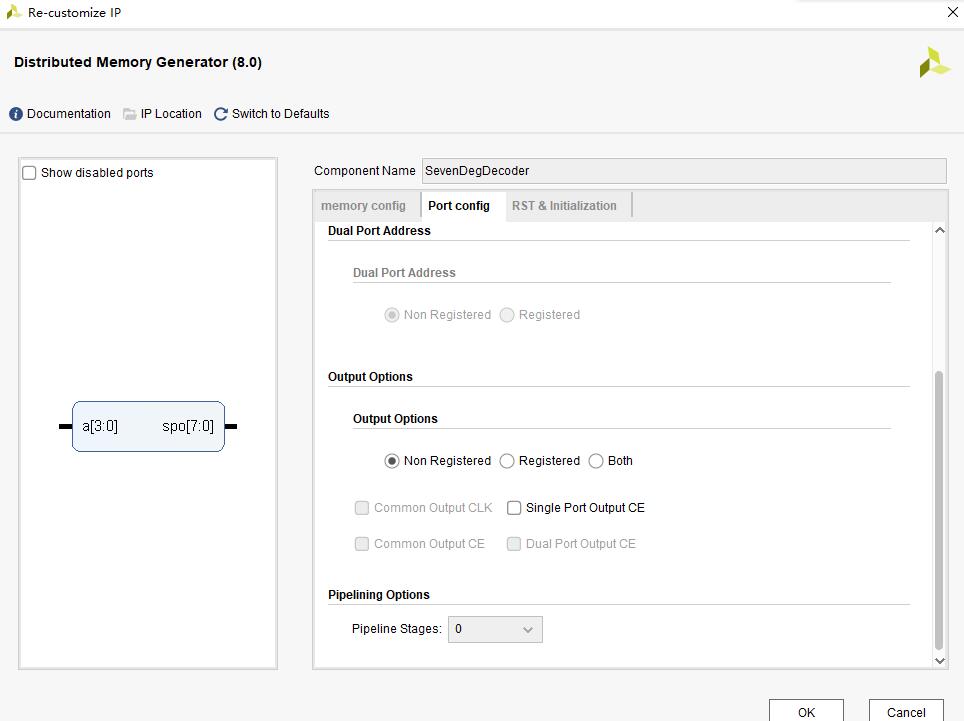 Re-customize IP
Distributed Memory Generator (8.0)
Documentation IP Location Switch to Defaults
Show disabled ports
a[3:0] spo[7:0]
Component Name SevenDegDecoder
memory config Port config RST & Initialization
Dual Port Address
Dual Port Address
Non Registered Registered
Output Options
Output Options
Non Registered Registered Both
Common Output CLK Single Port Output CE
Common Output CE Dual Port Output CE
Pipelining Options
Pipeline Stages: 0
OK Cancel